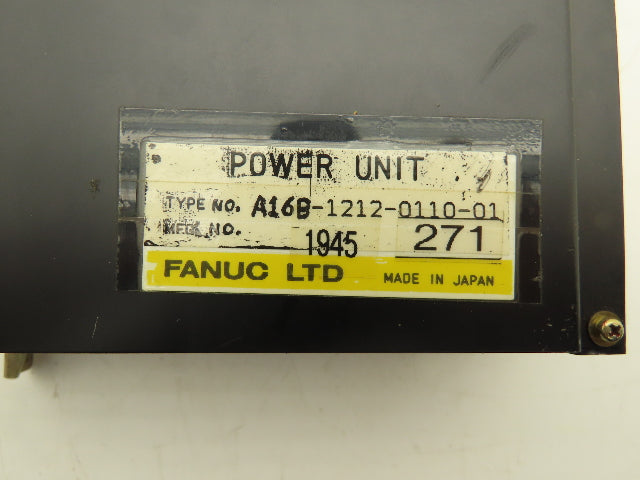 POWER UNIT
TYPE NO. A16B-1212-0110-01
MFG. NO. 1945 271
FANUC LTD MADE IN JAPAN